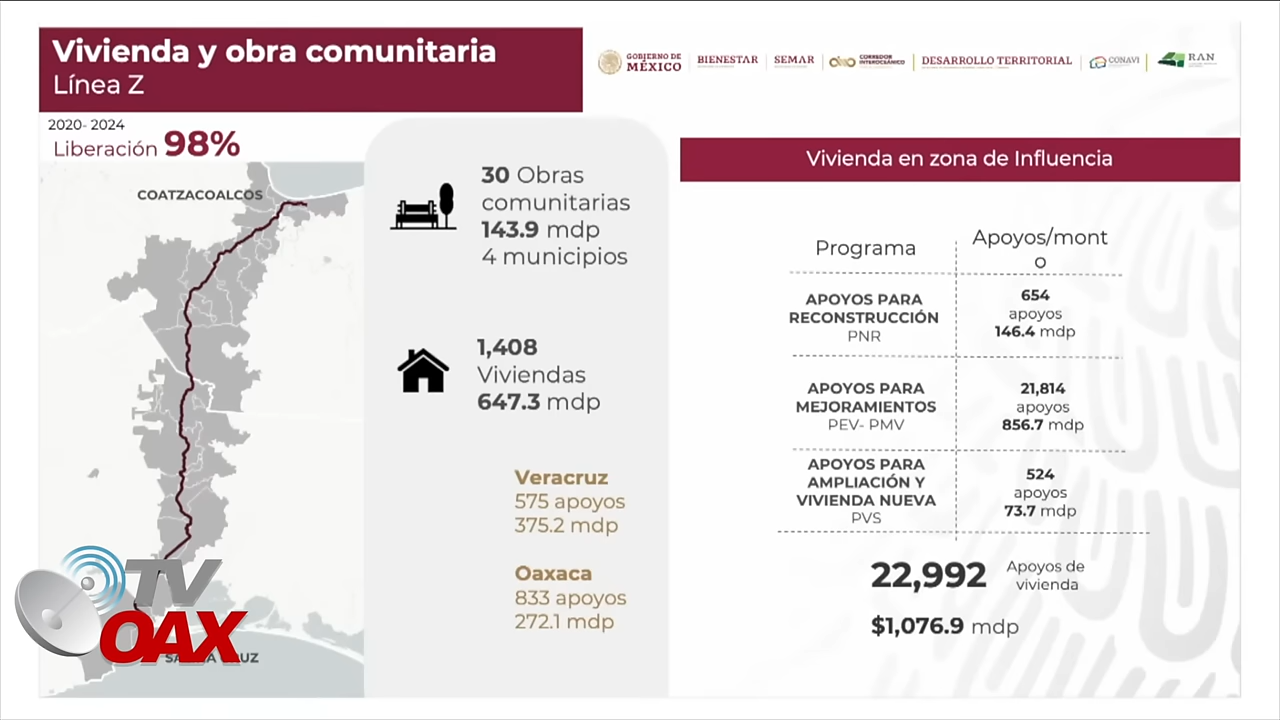 Vivienda y obra comunitaria
Línea Z
GOBIERNO DE
MÉXICO
BIENESTAR
SEMAR
CORREDOR
INTEROCEÁNICO
DESARROLLO TERRITORIAL
CONAVI
RAN
2020- 2024
Liberación 98%
COATZACOALCOS
30 Obras
comunitarias
143.9 mdp
4 municipios
1,408
Viviendas
647.3 mdp
Veracruz
575 apoyos
375.2 mdp
Oaxaca
833 apoyos
272.1 mdp
Vivienda en zona de Influencia
Programa
Apoyos/mont
o
APOYOS PARA
RECONSTRUCCIÓN
PNR
654
apoyos
146.4 mdp
APOYOS PARA
MEJORAMIENTOS
PEV- PMV
21,814
apoyos
856.7 mdp
APOYOS PARA
AMPLIACIÓN Y
VIVIENDA NUEVA
PVS
524
apoyos
73.7 mdp
22,992
Apoyos de
vivienda
$1,076.9 mdp
TV
OAX